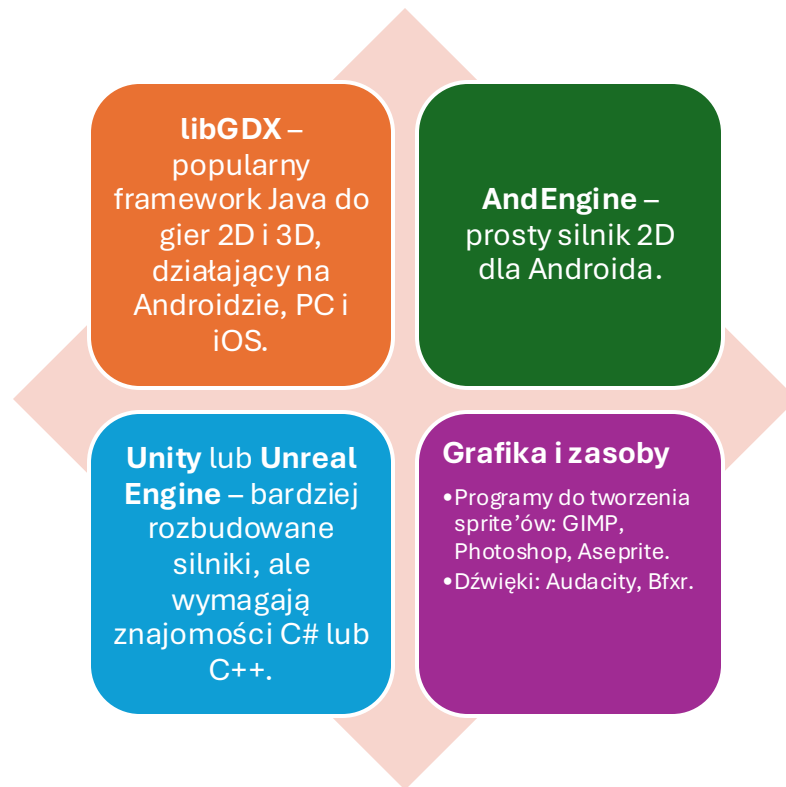 libGDX –
popularny
framework Java do
gier 2D i 3D,
działający na
Androidzie, PC i
iOS.
AndEngine –
prosty silnik 2D
dla Androida.
Unity lub Unreal
Engine – bardziej
rozbudowane
silniki, ale
wymagają
znajomości C# lub
C++.
Grafika i zasoby
•Programy do tworzenia
sprite’ów: GIMP,
Photoshop, Aseprite.
•Dźwięki: Audacity, Bfxr.